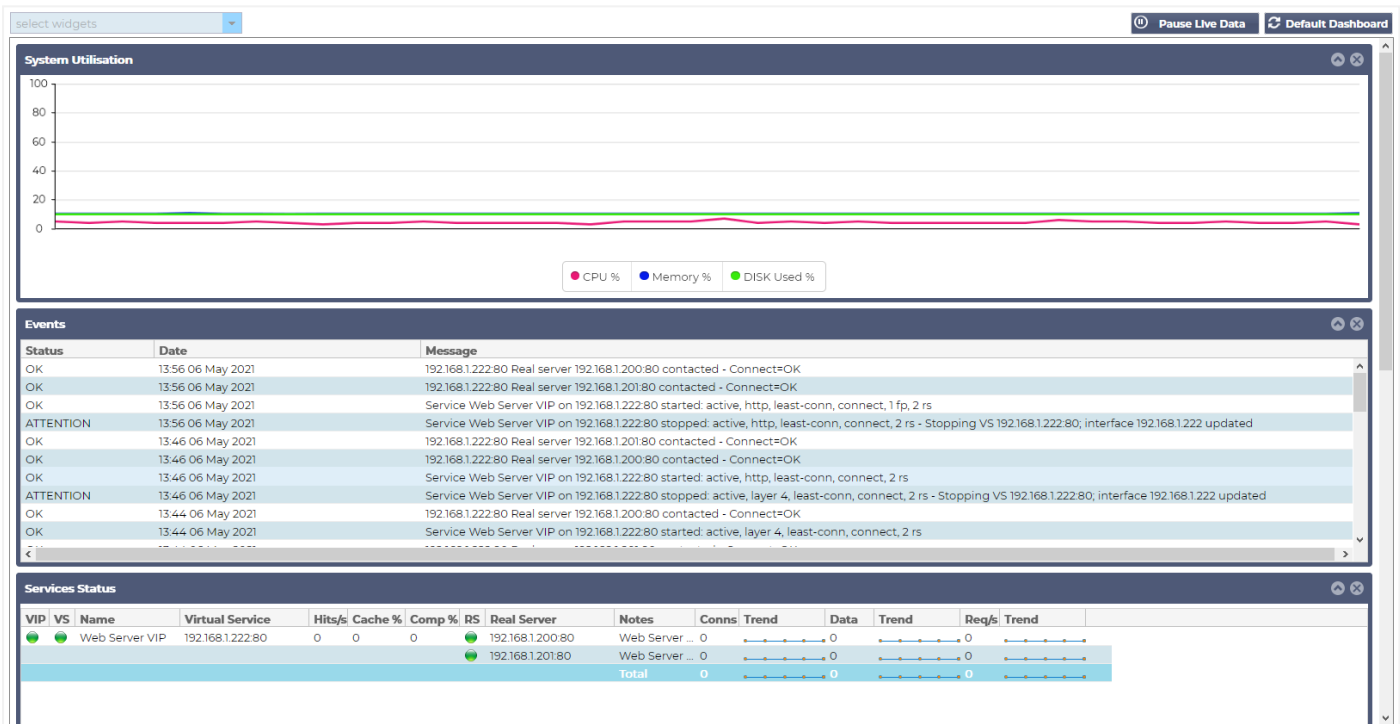 select widgets
Pause Live Data Default Dashboard
System Utilisation
100
80
60
40
20
0
CPU % Memory % DISK Used %
Events
Status Date Message
OK 13:56 06 May 2021 192.168.1.222:80 Real server 192.168.1.200:80 contacted - Connect=OK
OK 13:56 06 May 2021 192.168.1.222:80 Real server 192.168.1.201:80 contacted - Connect=OK
OK 13:56 06 May 2021 Service Web Server VIP on 192.168.1.222:80 started: active, http, least-conn, connect, 1 fp, 2 rs
ATTENTION 13:56 06 May 2021 Service Web Server VIP on 192.168.1.222:80 stopped: active, http, least-conn, connect, 2 rs - Stopping VS 192.168.1.222:80; interface 192.168.1.222 updated
OK 13:46 06 May 2021 192.168.1.222:80 Real server 192.168.1.201:80 contacted - Connect=OK
OK 13:46 06 May 2021 192.168.1.222:80 Real server 192.168.1.200:80 contacted - Connect=OK
OK 13:46 06 May 2021 Service Web Server VIP on 192.168.1.222:80 started: active, http, least-conn, connect, 2 rs
ATTENTION 13:46 06 May 2021 Service Web Server VIP on 192.168.1.222:80 stopped: active, layer 4, least-conn, connect, 2 rs - Stopping VS 192.168.1.222:80; interface 192.168.1.222 updated
OK 13:44 06 May 2021 192.168.1.222:80 Real server 192.168.1.200:80 contacted - Connect=OK
OK 13:44 06 May 2021 Service Web Server VIP on 192.168.1.222:80 started: active, layer 4, least-conn, connect, 2 rs
Services Status
VIP VS Name Virtual Service Hits/s Cache % Comp % RS Real Server Notes Conns Trend Data Trend Req/s Trend
Web Server VIP 192.168.1.222:80 0 0 0 192.168.1.200:80 Web Server ... 0 0 0
192.168.1.201:80 Web Server ... 0 0 0
Total 0 0 0